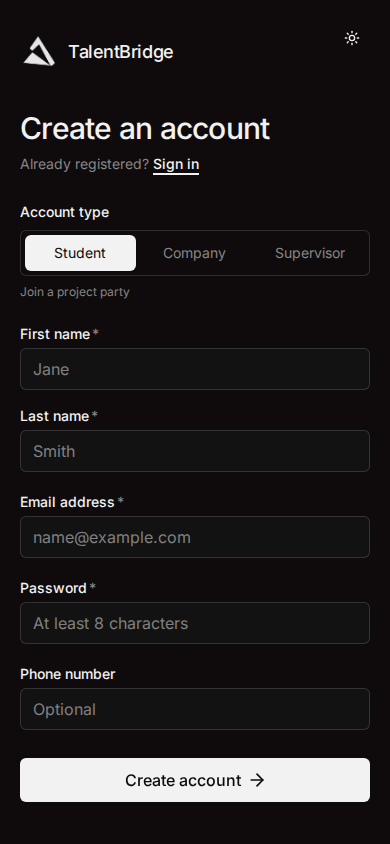 TalentBridge
Create an account
Already registered? Sign in
Account type
Student Company Supervisor
Join a project party
First name*
Jane
Last name*
Smith
Email address*
name@example.com
Password*
At least 8 characters
Phone number
Optional
Create account →